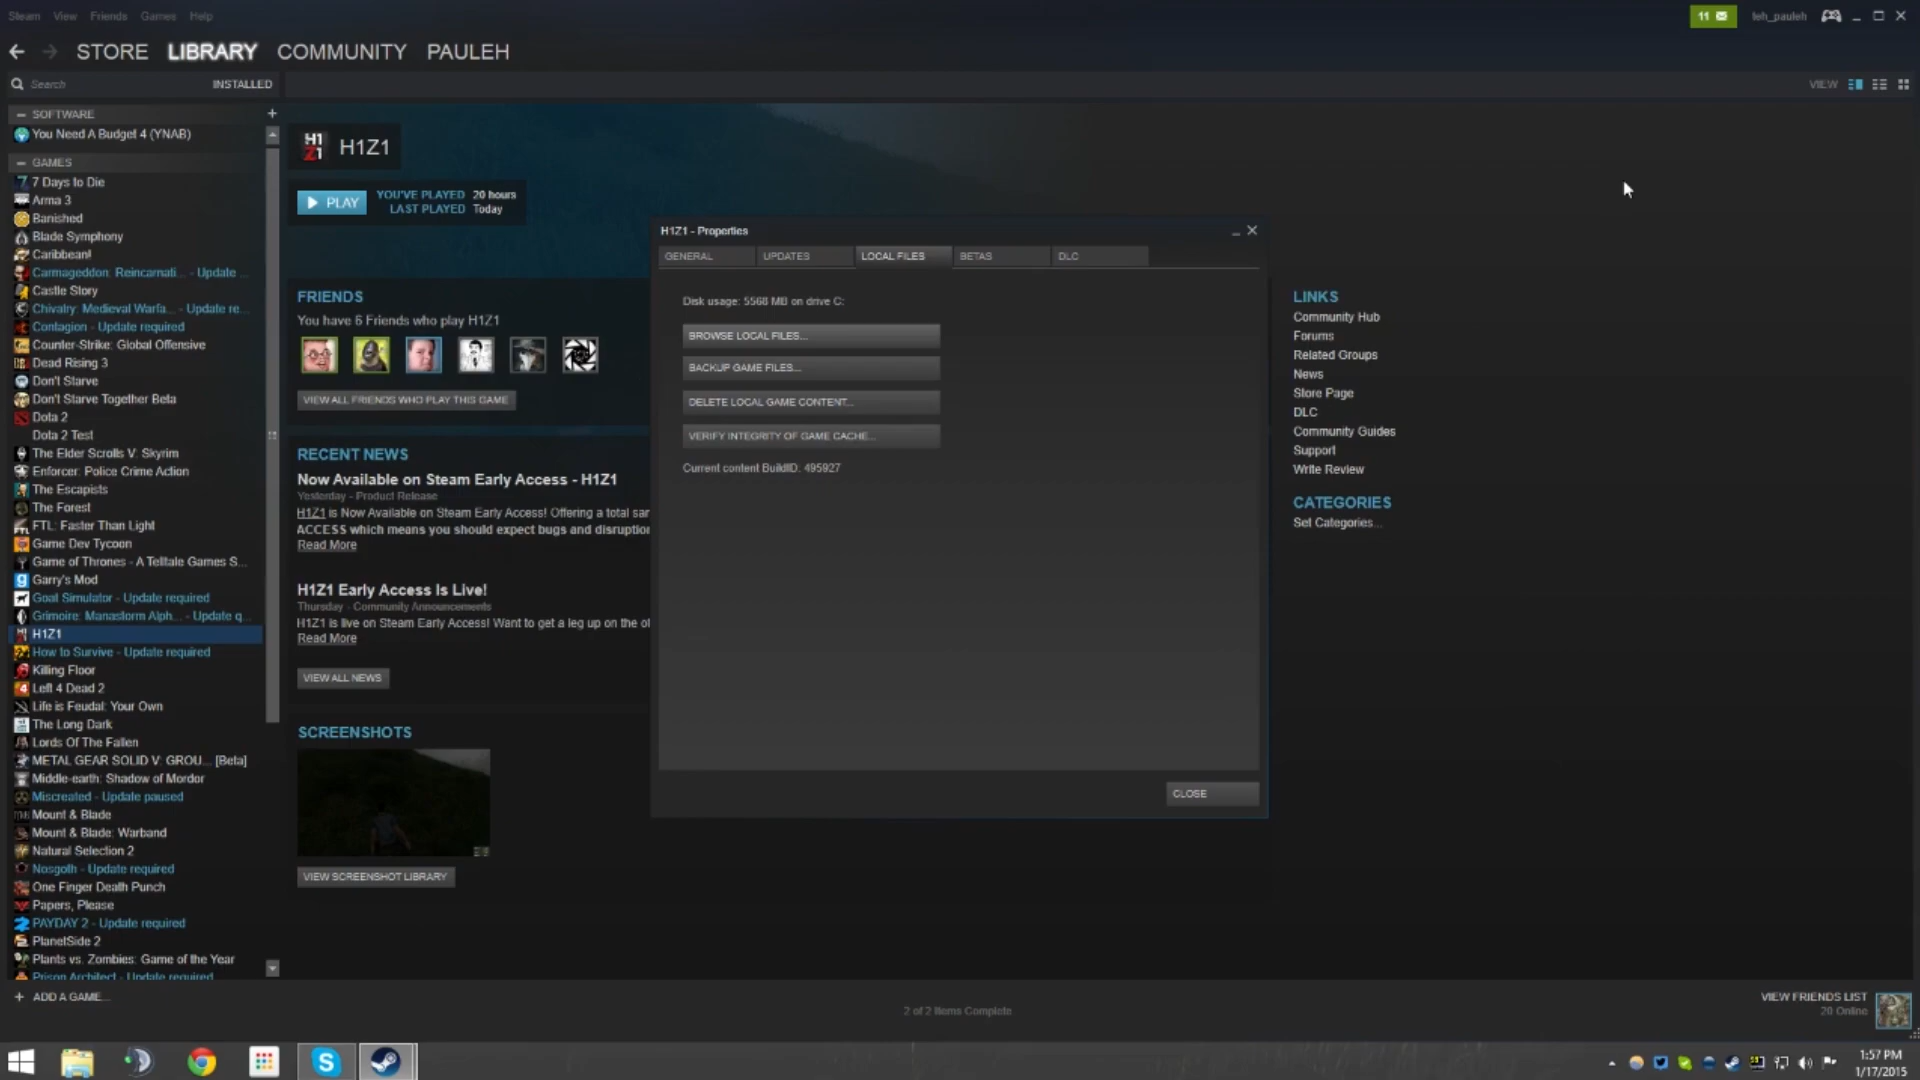 Steam View Friends Games Help
11 teh_pauleh
STORE LIBRARY COMMUNITY PAULEH
Search INSTALLED
VIEW
— SOFTWARE +
You Need A Budget 4 (YNAB)
— GAMES
7 Days to Die
Arma 3
Banished
Blade Symphony
Caribbean!
Carmageddon: Reincarnati... - Update ...
Castle Story
Chivalry: Medieval Warfa... - Update re...
Contagion - Update required
Counter-Strike: Global Offensive
Dead Rising 3
Don't Starve
Don't Starve Together Beta
Dota 2
Dota 2 Test
The Elder Scrolls V: Skyrim
Enforcer: Police Crime Action
The Escapists
The Forest
FTL: Faster Than Light
Game Dev Tycoon
Game of Thrones - A Telltale Games S...
Garry's Mod
Goat Simulator - Update required
Grimoire: Manastorm Alph... - Update q...
H1Z1
How to Survive - Update required
Killing Floor
Left 4 Dead 2
Life is Feudal: Your Own
The Long Dark
Lords Of The Fallen
METAL GEAR SOLID V: GROU... [Beta]
Middle-earth: Shadow of Mordor
Miscreated - Update paused
Mount & Blade
Mount & Blade: Warband
Natural Selection 2
Nosgoth - Update required
One Finger Death Punch
Papers, Please
PAYDAY 2 - Update required
PlanetSide 2
Plants vs. Zombies: Game of the Year
Prison Architect - Update required
+ ADD A GAME...
H1Z1 H1Z1
PLAY
YOU'VE PLAYED 20 hours
LAST PLAYED Today
FRIENDS
You have 6 Friends who play H1Z1
VIEW ALL FRIENDS WHO PLAY THIS GAME
RECENT NEWS
Now Available on Steam Early Access - H1Z1
Yesterday - Product Release
H1Z1 is Now Available on Steam Early Access! Offering a total san
ACCESS which means you should expect bugs and disruption
Read More
H1Z1 Early Access Is Live!
Thursday - Community Announcements
H1Z1 is live on Steam Early Access! Want to get a leg up on the ot
Read More
VIEW ALL NEWS
SCREENSHOTS
VIEW SCREENSHOT LIBRARY
H1Z1 - Properties
GENERAL UPDATES LOCAL FILES BETAS DLC
Disk usage: 5568 MB on drive C:
BROWSE LOCAL FILES...
BACKUP GAME FILES...
DELETE LOCAL GAME CONTENT...
VERIFY INTEGRITY OF GAME CACHE...
Current content BuildID: 495927
CLOSE
LINKS
Community Hub
Forums
Related Groups
News
Store Page
DLC
Community Guides
Support
Write Review
CATEGORIES
Set Categories...
2 of 2 Items Complete
VIEW FRIENDS LIST
20 Online
1:57 PM
1/17/2015